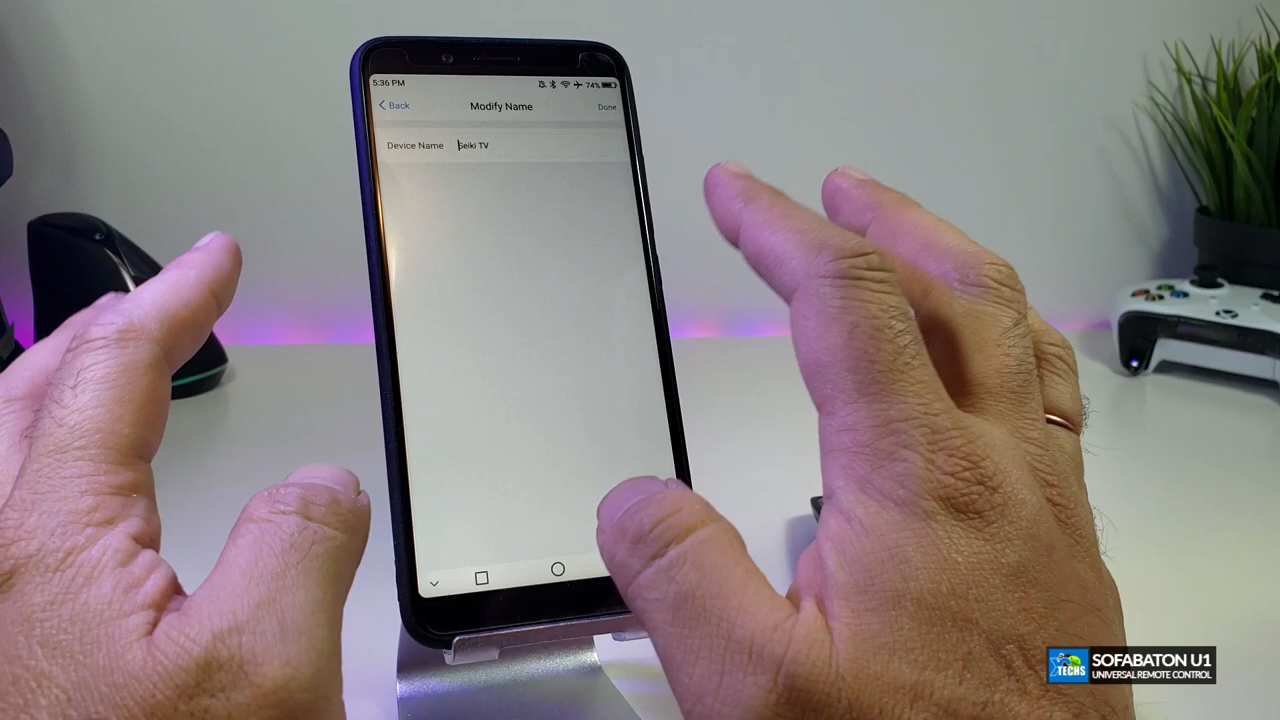 5:36 PM
74%
Back
Modify Name
Done
Device Name
Seiki TV
TECHS
SOFABATON U1
UNIVERSAL REMOTE CONTROL